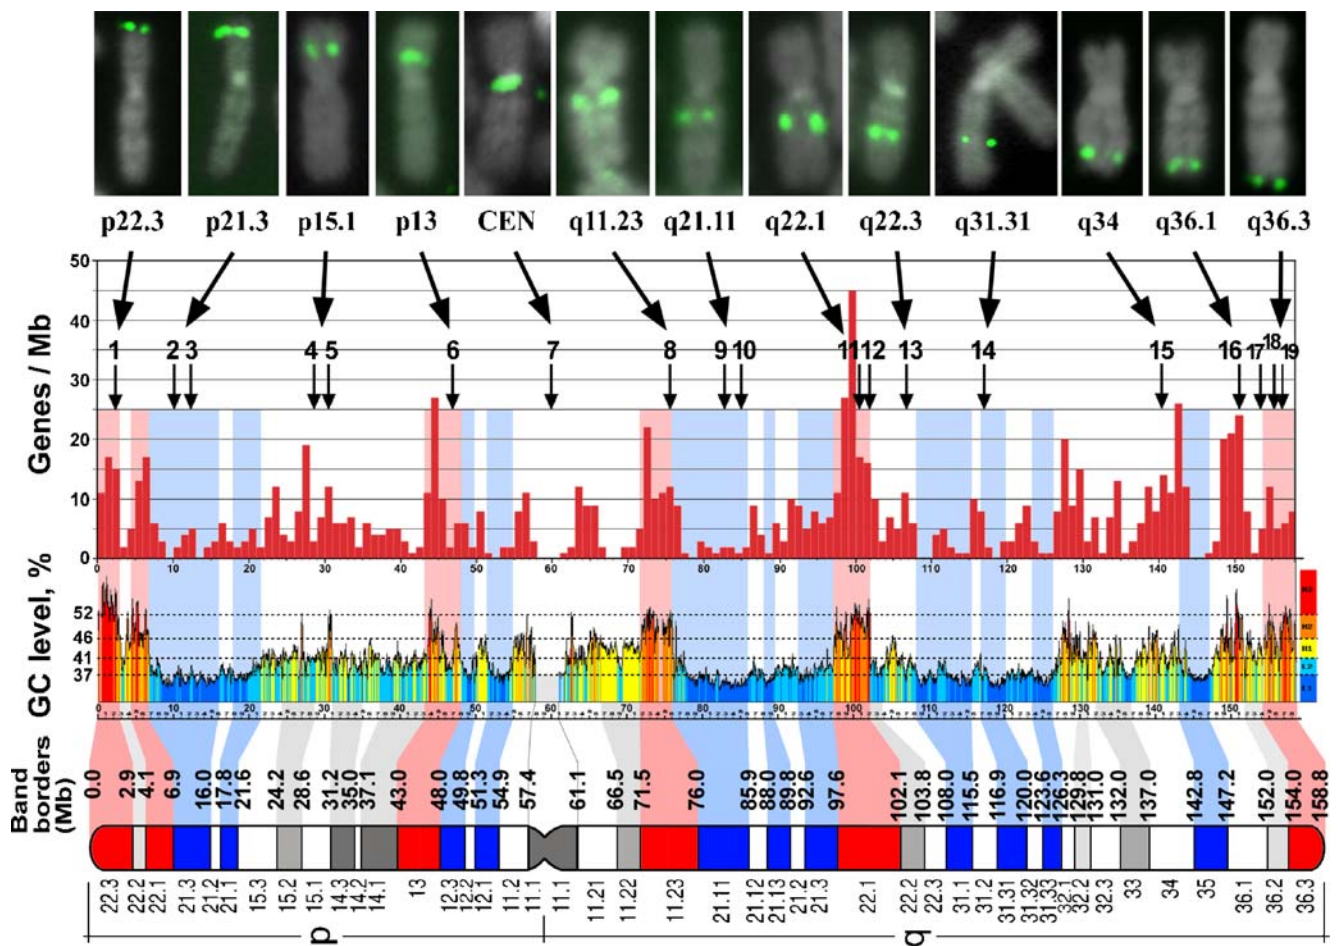 p22.3 p21.3 p15.1 p13 CEN q11.23 q21.11 q22.1 q22.3 q31.31 q34 q36.1 q36.3
50
40
30
20
10
0
Genes / Mb
1 2 3 4 5 6 7 8 9 10 11 12 13 14 15 16 17 18 19
0 10 20 30 40 50 60 70 80 90 100 110 120 130 140 150
GC level, %
52
46
41
37
H3
H2
H1
L2
L1
Band borders (Mb)
0.0 2.9 4.1 6.9 16.0 17.8 21.6 24.2 28.6 31.2 35.0 37.1 43.0 48.0 49.8 51.3 54.9 57.4 61.1 66.5 71.5 76.0 85.9 88.0 89.8 92.6 97.6 102.1 103.8 108.0 115.5 116.9 120.0 123.6 126.3 129.8 131.0 132.0 137.0 142.8 147.2 152.0 154.0 158.8
22.3 22.2 22.1 21.3 21.2 21.1 15.3 15.2 15.1 14.3 14.2 14.1 13 12.3 12.2 12.1 11.2 11.1 11.1 11.21 11.22 11.23 21.11 21.12 21.13 21.2 21.3 22.1 22.2 22.3 31.1 31.2 31.31 31.32 31.33 32.1 32.2 32.3 33 34 35 36.1 36.2 36.3
p q